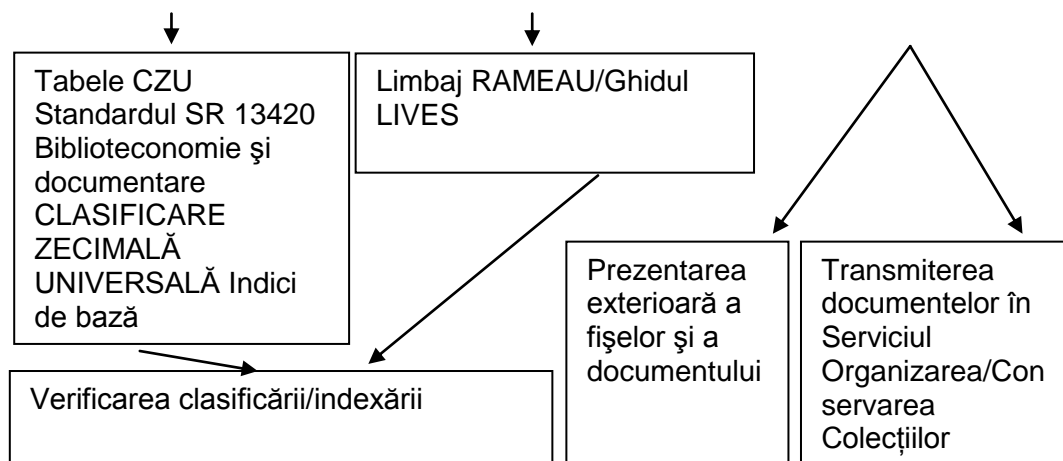 Tabele CZU
Standardul SR 13420
Biblioteconomie şi
documentare
CLASIFICARE
ZECIMALĂ
UNIVERSALĂ Indici
de bază
Limbaj RAMEAU/Ghidul
LIVES
Prezentarea
exterioară a
fişelor şi a
documentului
Transmiterea
documentelor în
Serviciul
Organizarea/Con
servarea
Colecțiilor
Verificarea clasificării/indexării